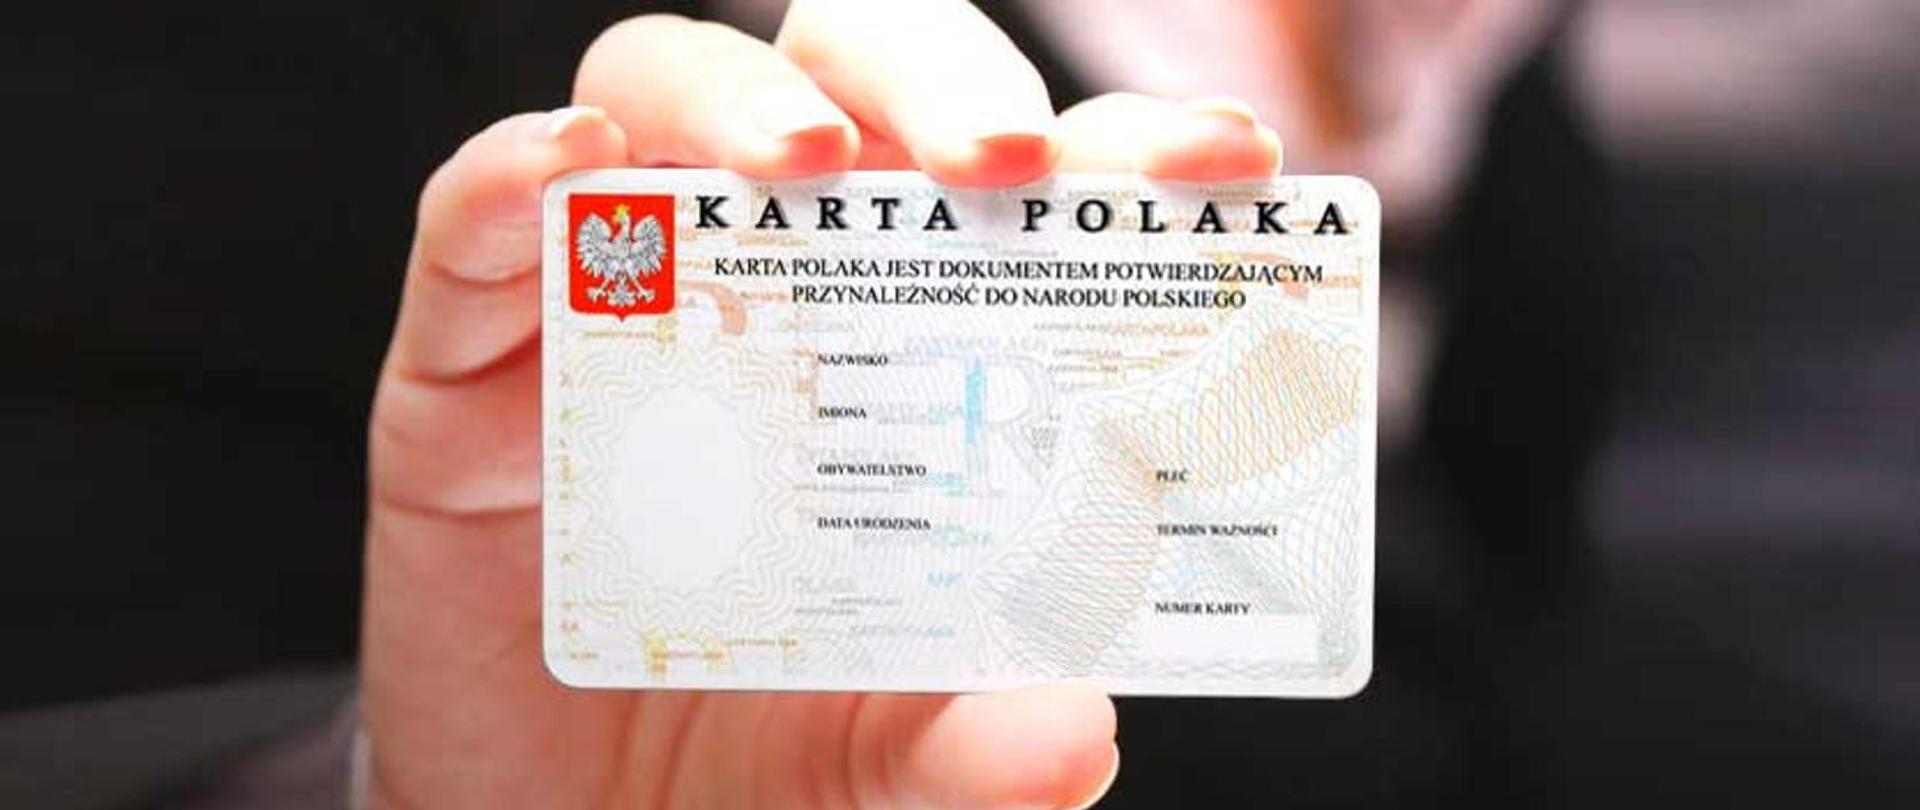 KARTA POLAKA
KARTA POLAKA JEST DOKUMENTEM POTWIERDZAJĄCYM
PRZYNALEŻNOŚĆ DO NARODU POLSKIEGO
NAZWISKO
IMIONA
OBYWATELSTWO
DATA URODZENIA
PŁEĆ
TERMIN WAŻNOŚCI
NUMER KARTY